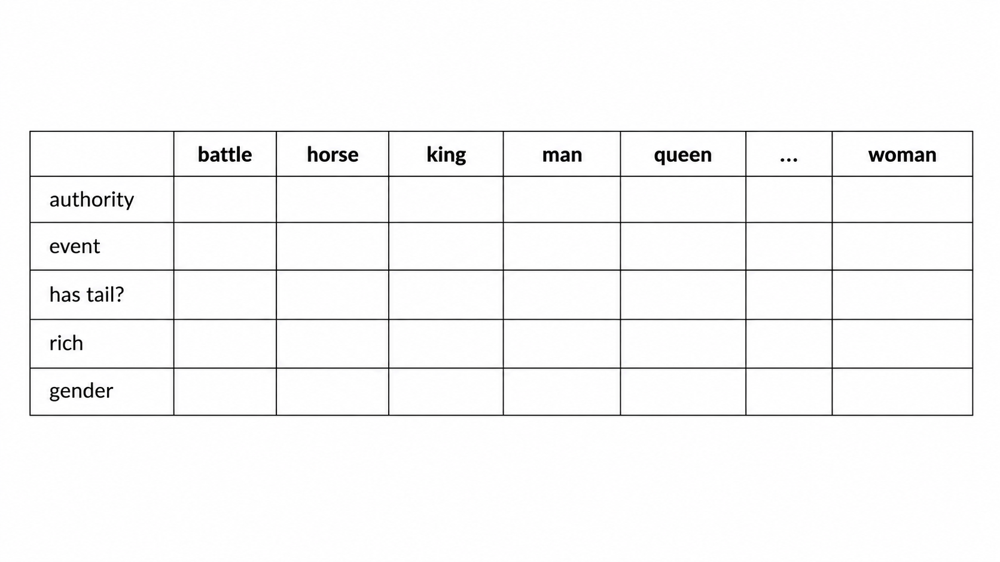 battle horse king man queen ... woman
authority
event
has tail?
rich
gender